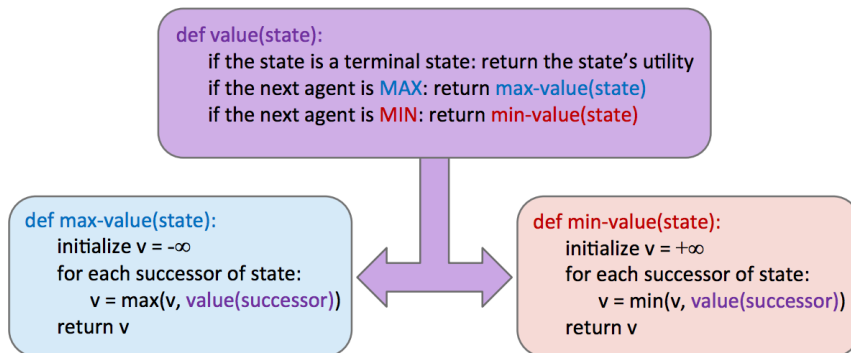 def value(state):
if the state is a terminal state: return the state’s utility
if the next agent is MAX: return max-value(state)
if the next agent is MIN: return min-value(state)
def max-value(state):
initialize v = -∞
for each successor of state:
v = max(v, value(successor))
return v
def min-value(state):
initialize v = +∞
for each successor of state:
v = min(v, value(successor))
return v